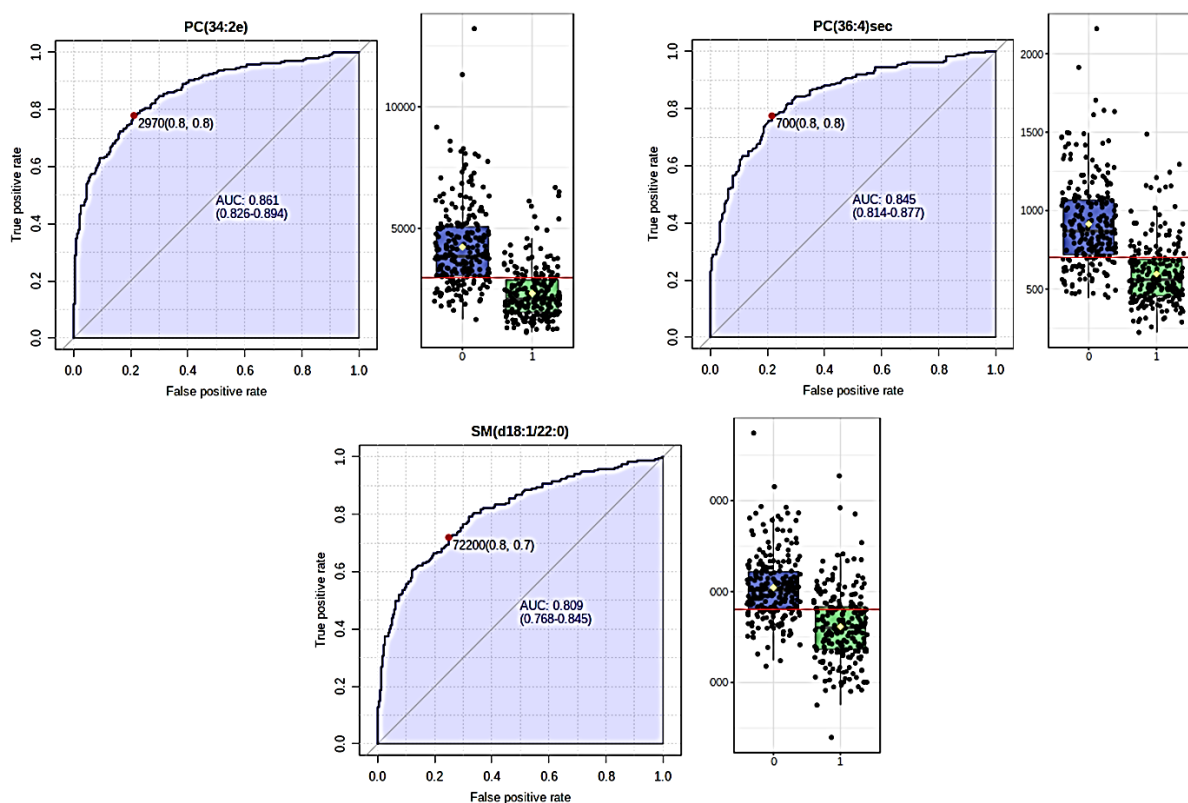 PC(34:2e)
True positive rate
1.0
0.8
0.6
0.4
0.2
0.0
2970(0.8, 0.8)
AUC: 0.861
(0.826-0.894)
0.0 0.2 0.4 0.6 0.8 1.0
False positive rate
10000
5000
0 1
PC(36:4)sec
True positive rate
1.0
0.8
0.6
0.4
0.2
0.0
700(0.8, 0.8)
AUC: 0.845
(0.814-0.877)
0.0 0.2 0.4 0.6 0.8 1.0
False positive rate
2000
1500
1000
500
0 1
SM(d18:1/22:0)
True positive rate
1.0
0.8
0.6
0.4
0.2
0.0
72200(0.8, 0.7)
AUC: 0.809
(0.768-0.845)
0.0 0.2 0.4 0.6 0.8 1.0
False positive rate
000
000
000
0 1